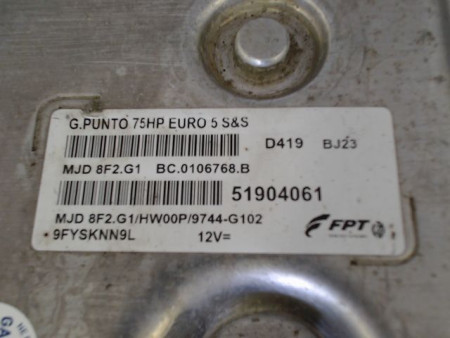 G.PUNTO 75HP EURO 5 S&S
D419 BJ23
MJD 8F2.G1 BC.0106768.B
51904061
MJD 8F2.G1/HW00P/9744-G102
9FYSKNN9L 12V=
FPT